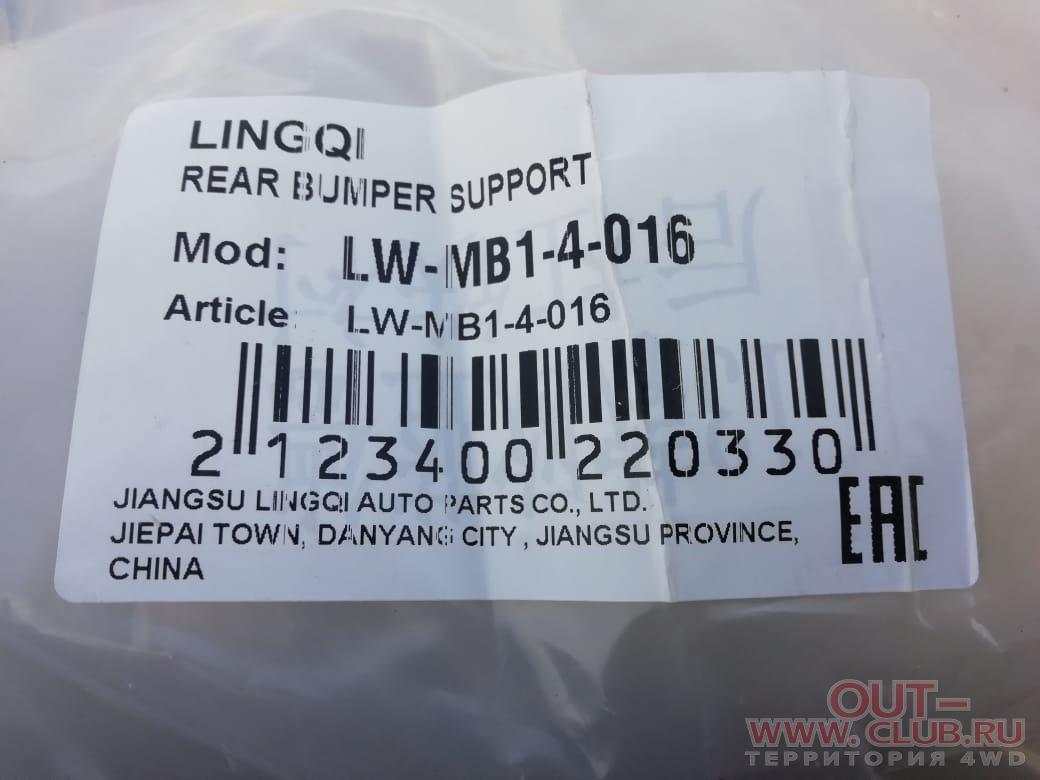 LINGQI
REAR BUMPER SUPPORT
Mod: LW-MB1-4-016
Article: LW-MB1-4-016
2 123400 220330
JIANGSU LINGQI AUTO PARTS CO., LTD.
JIEPAI TOWN, DANYANG CITY, JIANGSU PROVINCE,
CHINA
EAC
OUT-
WWW.CLUB.RU
ТЕРРИТОРИЯ 4WD